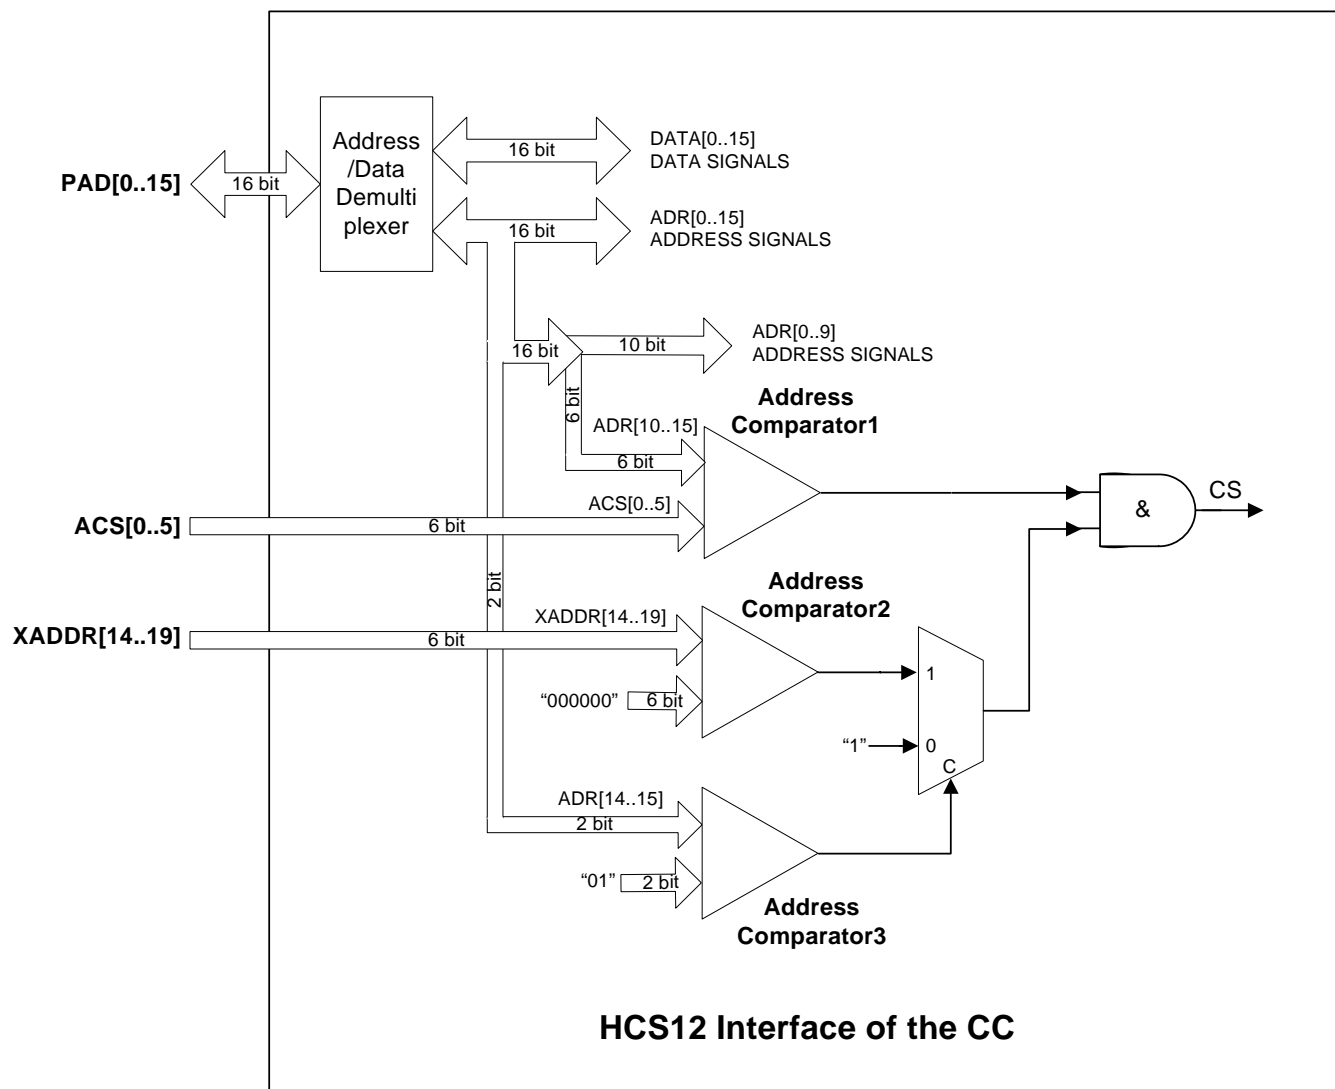 Address
/Data
Demulti
plexer
PAD[0..15]
16 bit
16 bit
DATA[0..15]
DATA SIGNALS
16 bit
ADR[0..15]
ADDRESS SIGNALS
16 bit
10 bit
ADR[0..9]
ADDRESS SIGNALS
6 bit
Address
Comparator1
ADR[10..15]
6 bit
ACS[0..5]
ACS[0..5]
6 bit
&
CS
2 bit
Address
Comparator2
XADDR[14..19]
XADDR[14..19]
6 bit
“000000”
6 bit
1
“1”
0
C
ADR[14..15]
2 bit
“01”
2 bit
Address
Comparator3
HCS12 Interface of the CC